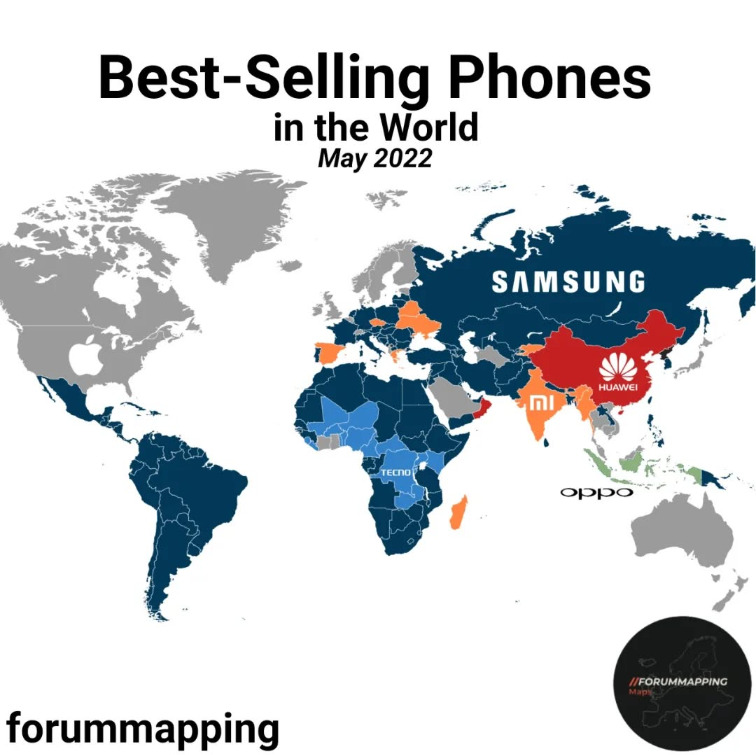 Best-Selling Phones
in the World
May 2022
SAMSUNG
HUAWEI
MI
TECNO
oppo
//FORUMMAPPING
Maps
forummapping